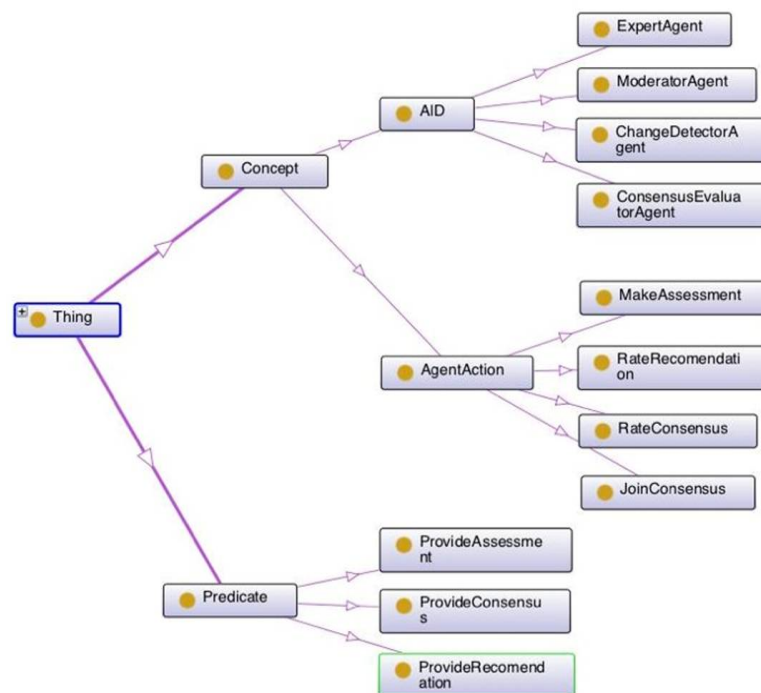 ExpertAgent
ModeratorAgent
AID
ChangeDetectorA
gent
Concept
ConsensusEvalua
torAgent
MakeAssessment
Thing
AgentAction
RateRecomendati
on
RateConsensus
JoinConsensus
ProvideAssessme
nt
Predicate
ProvideConsensu
s
ProvideRecomend
ation